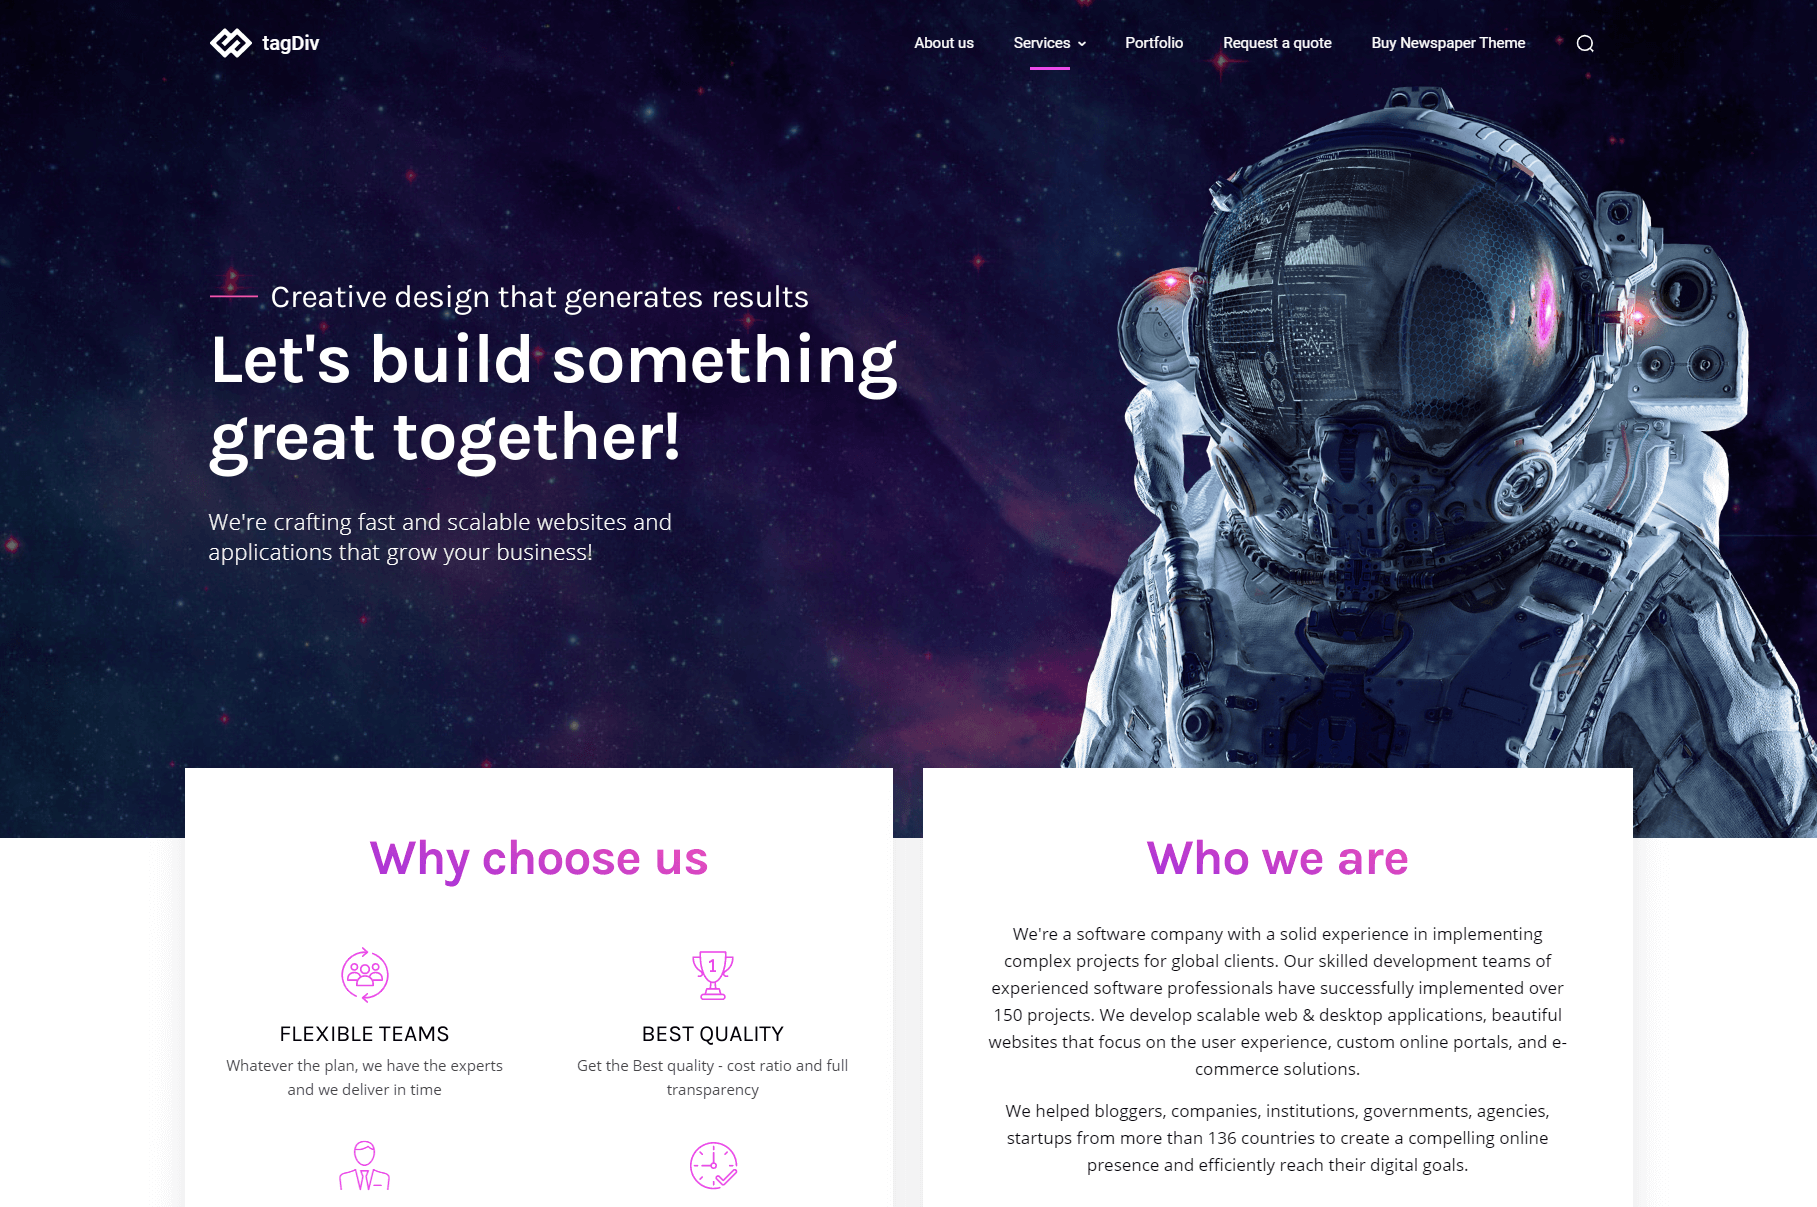 tagDiv
About us
Services
Portfolio
Request a quote
Buy Newspaper Theme
Creative design that generates results
Let's build something
great together!
We're crafting fast and scalable websites and
applications that grow your business!
Why choose us
FLEXIBLE TEAMS
Whatever the plan, we have the experts
and we deliver in time
1
BEST QUALITY
Get the Best quality - cost ratio and full
transparency
Who we are
We're a software company with a solid experience in implementing
complex projects for global clients. Our skilled development teams of
experienced software professionals have successfully implemented over
150 projects. We develop scalable web & desktop applications, beautiful
websites that focus on the user experience, custom online portals, and e-
commerce solutions.
We helped bloggers, companies, institutions, governments, agencies,
startups from more than 136 countries to create a compelling online
presence and efficiently reach their digital goals.